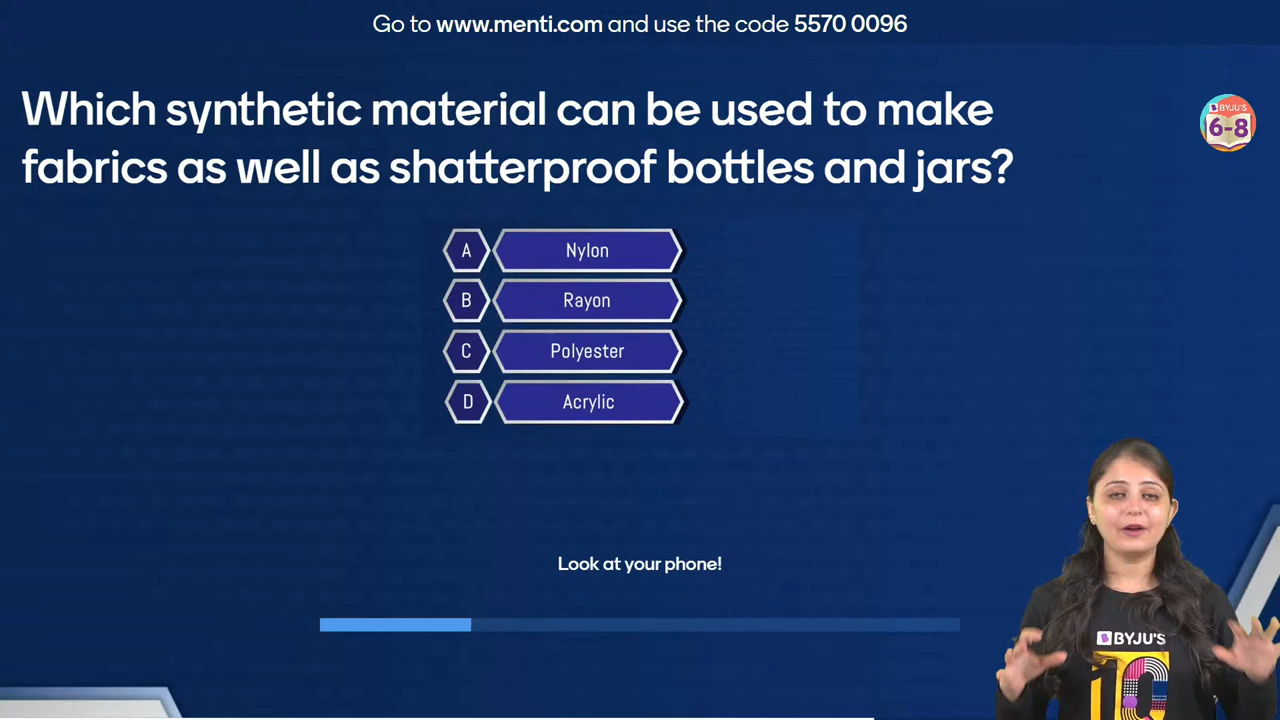 Go to www.menti.com and use the code 5570 0096
Which synthetic material can be used to make
fabrics as well as shatterproof bottles and jars?
BYJU'S
6-8
A Nylon
B Rayon
C Polyester
D Acrylic
Look at your phone!
BYJU'S
10